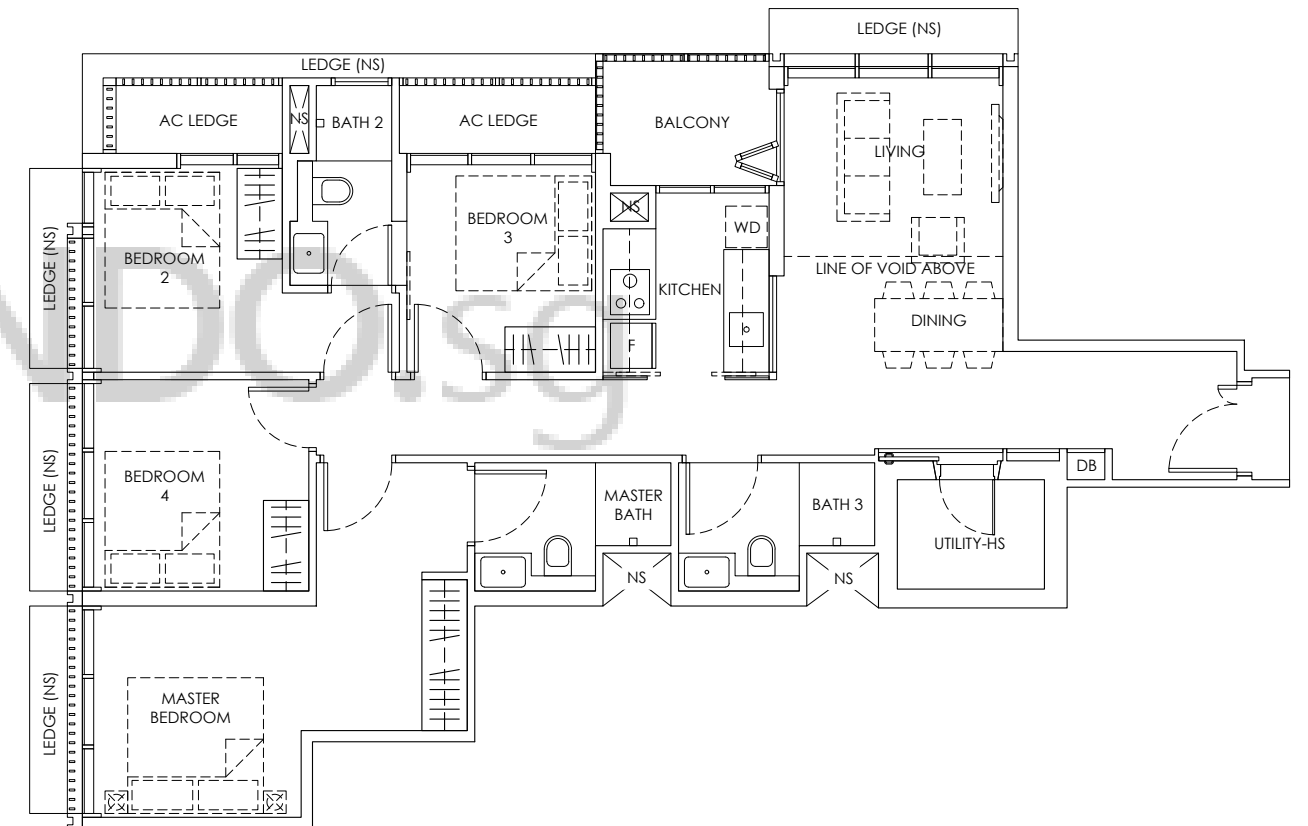 LEDGE (NS)
LEDGE (NS)
AC LEDGE
NS
BATH 2
AC LEDGE
BALCONY
LIVING
BEDROOM
3
NS
WD
LEDGE (NS)
BEDROOM
2
KITCHEN
LINE OF VOID ABOVE
DINING
F
NDO.sg
LEDGE (NS)
BEDROOM
4
MASTER
BATH
BATH 3
DB
UTILITY-HS
NS
NS
LEDGE (NS)
MASTER
BEDROOM